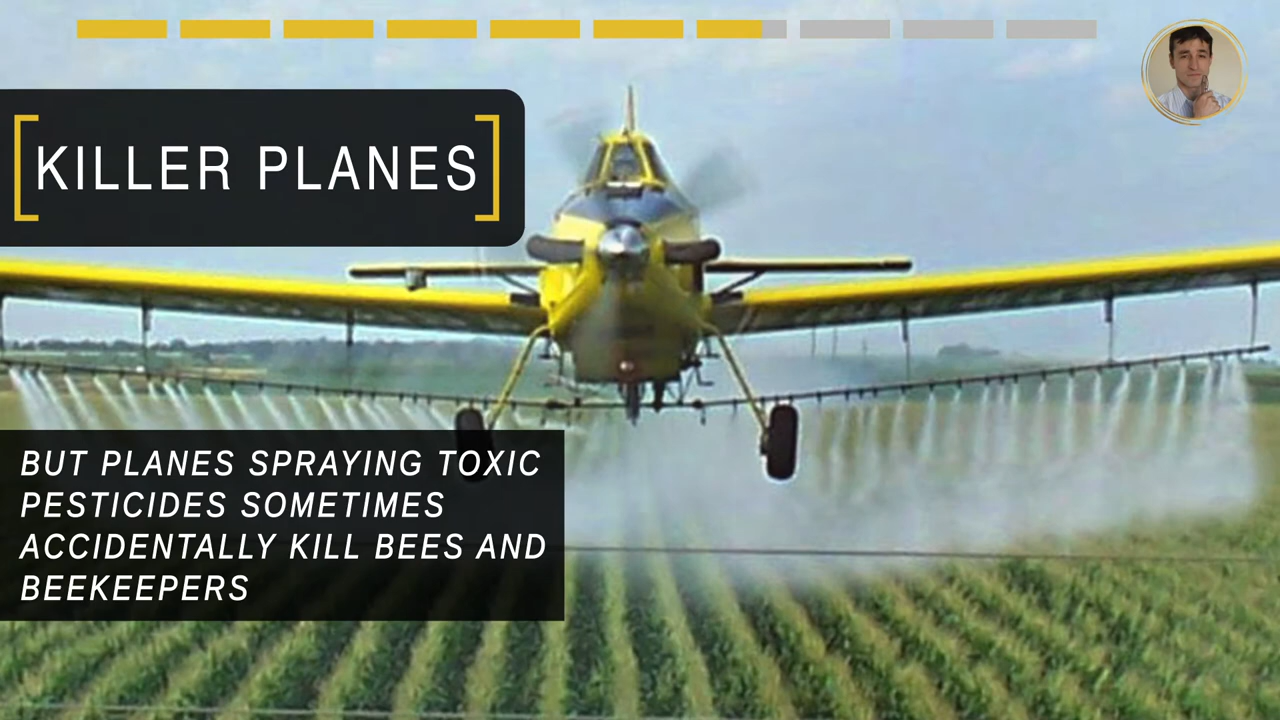 KILLER PLANES
BUT PLANES SPRAYING TOXIC
PESTICIDES SOMETIMES
ACCIDENTALLY KILL BEES AND
BEEKEEPERS